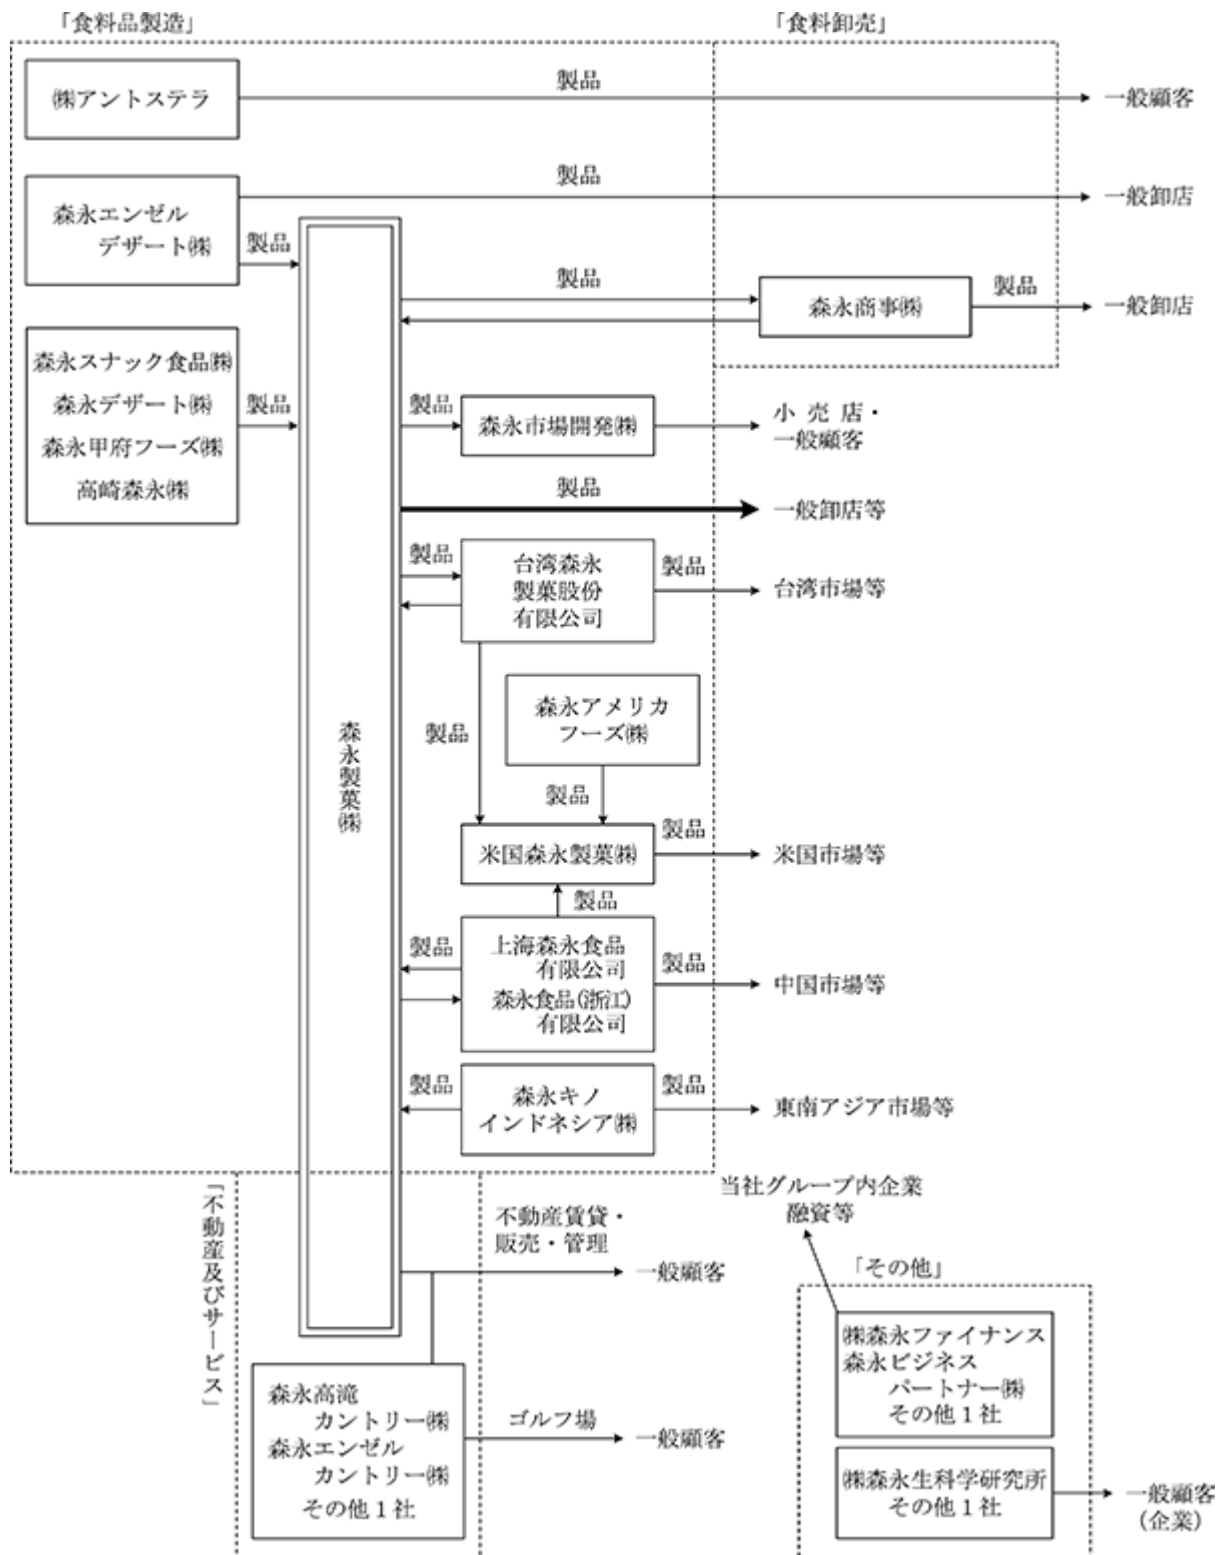 「食料品製造」
「食料卸売」
㈱アントステラ
製品
一般顧客
森永エンゼル
デザート㈱
製品
一般卸店
製品
製品
森永商事㈱
製品
一般卸店
森永スナック食品㈱
森永デザート㈱
森永甲府フーズ㈱
高崎森永㈱
製品
製品
森永市場開発㈱
小売店・
一般顧客
製品
一般卸店等
製品
台湾森永
製菓股份
有限公司
製品
台湾市場等
森永製菓㈱
製品
森永アメリカ
フーズ㈱
製品
米国森永製菓㈱
製品
米国市場等
製品
製品
上海森永食品
有限公司
森永食品(浙江)
有限公司
製品
中国市場等
製品
森永キノ
インドネシア㈱
製品
東南アジア市場等
「不動産及びサービス」
不動産賃貸・
販売・管理
一般顧客
森永高滝
カントリー㈱
森永エンゼル
カントリー㈱
その他1社
ゴルフ場
一般顧客
当社グループ内企業
融資等
「その他」
㈱森永ファイナンス
森永ビジネス
パートナー㈱
その他1社
㈱森永生科学研究所
その他1社
一般顧客
(企業)